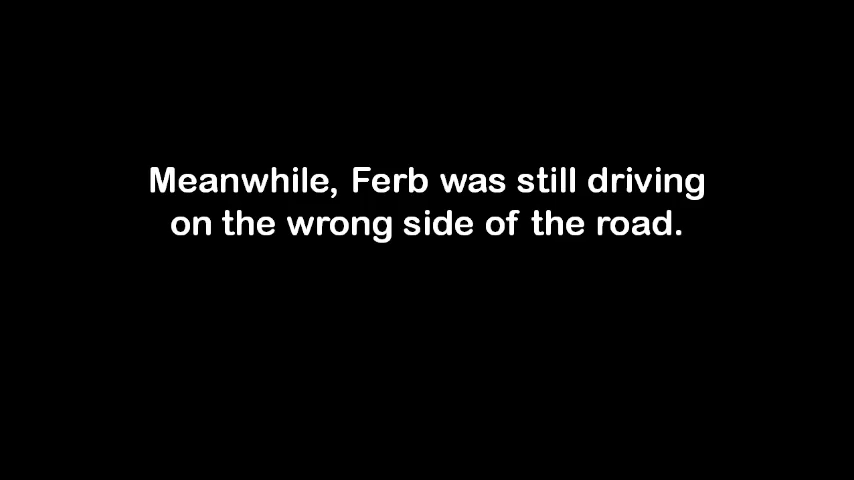 Meanwhile, Ferb was still driving
on the wrong side of the road.